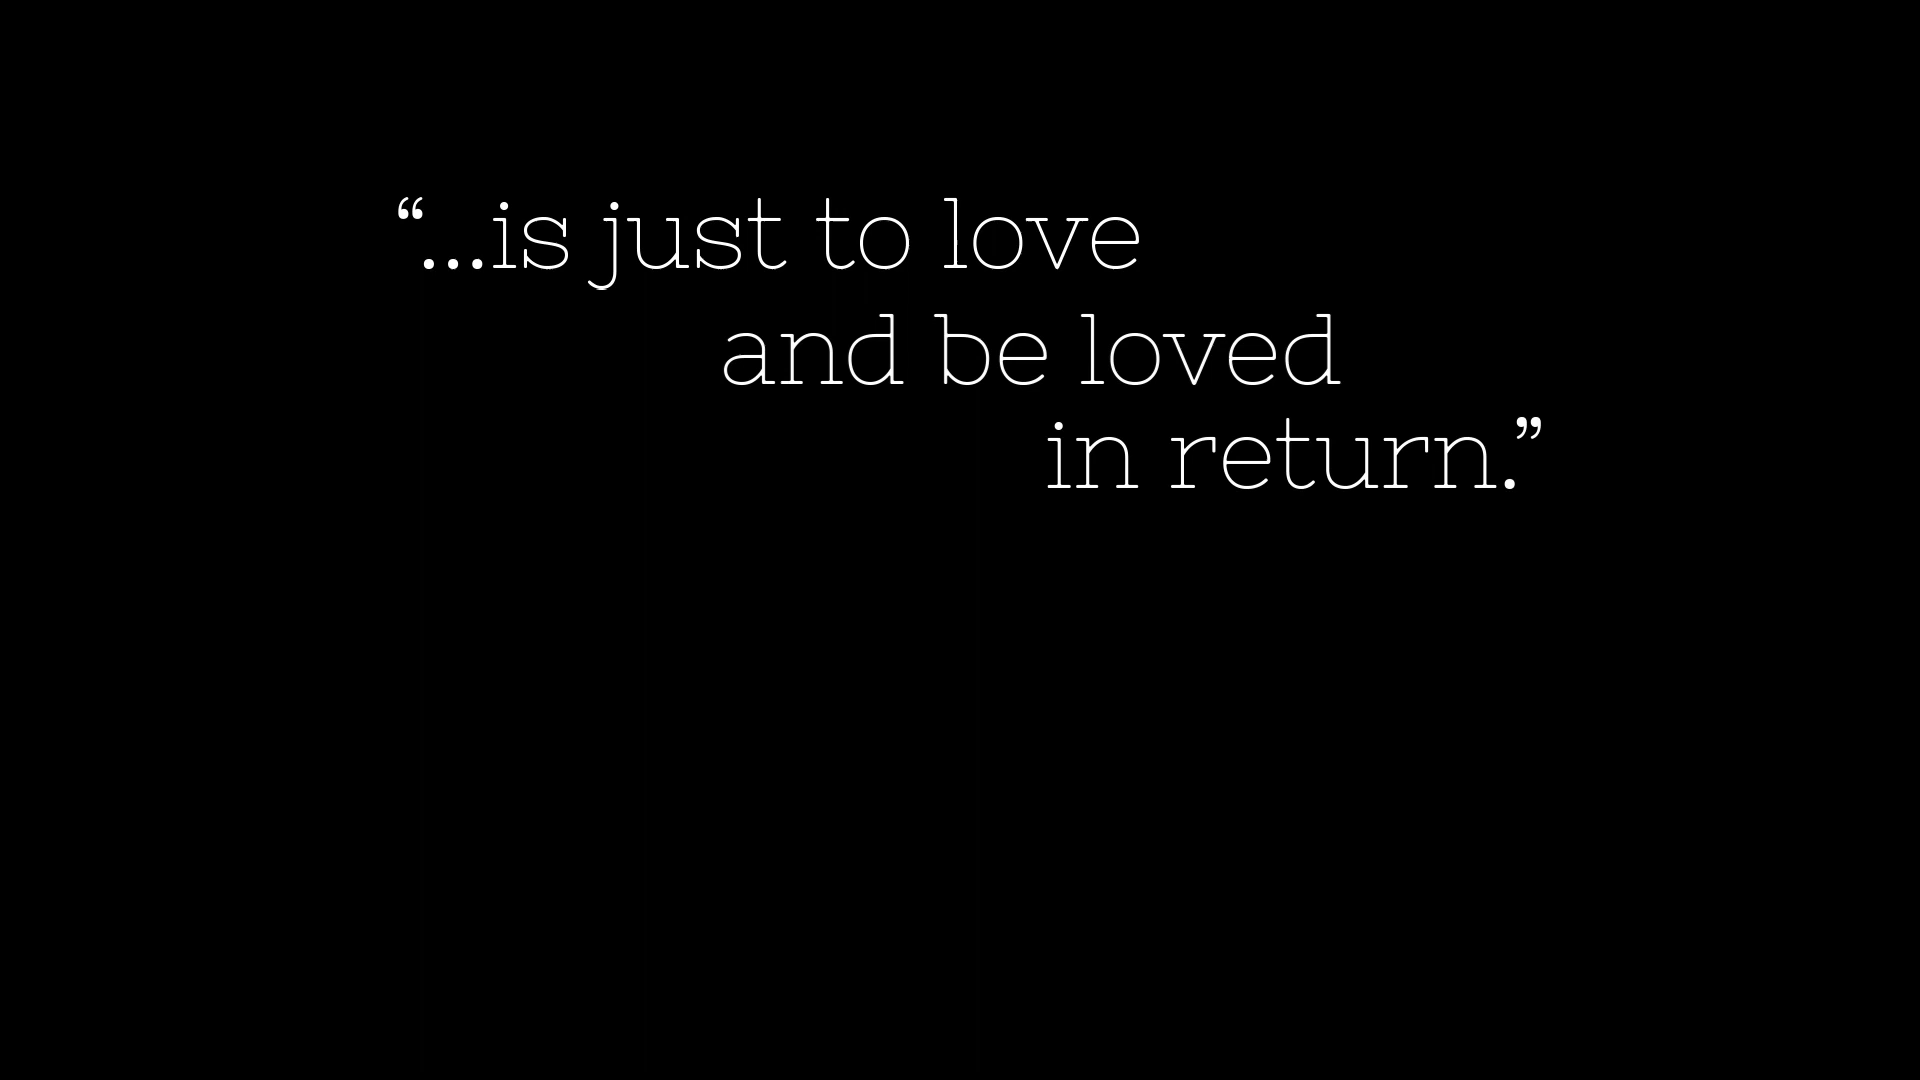 “...is just to love
and be loved
in return.”